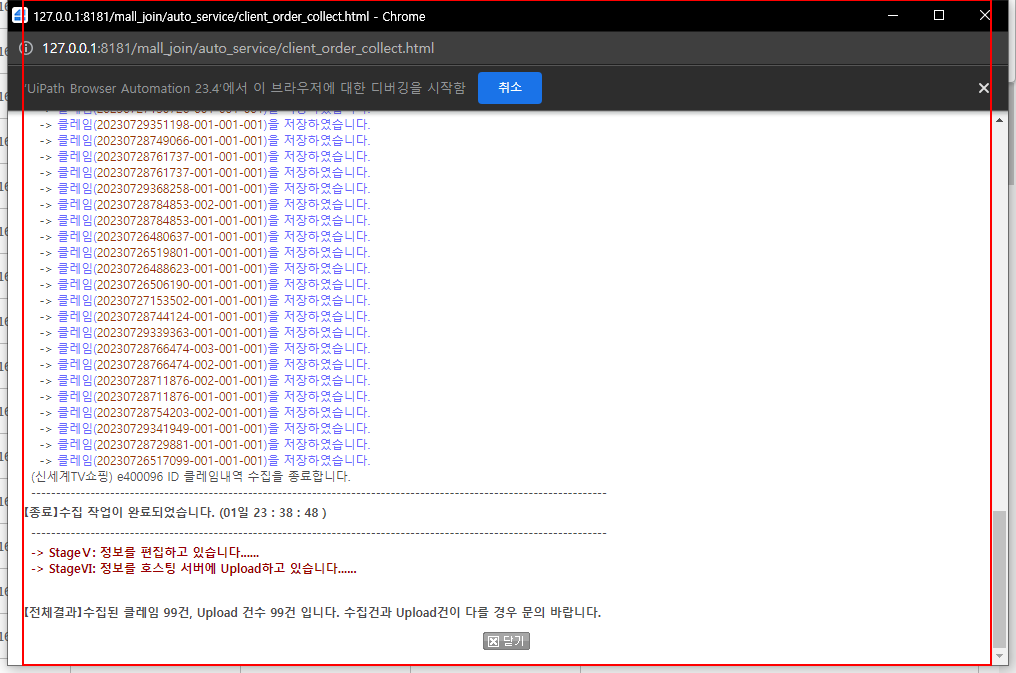 127.0.0.1:8181/mall_join/auto_service/client_order_collect.html - Chrome
127.0.0.1:8181/mall_join/auto_service/client_order_collect.html
'UiPath Browser Automation 23.4'에서 이 브라우저에 대한 디버깅을 시작함
취소
-> 클레임(20230729351198-001-001-001)을 저장하였습니다.
-> 클레임(20230728749066-001-001-001)을 저장하였습니다.
-> 클레임(20230728761737-001-001-001)을 저장하였습니다.
-> 클레임(20230728761737-001-001-001)을 저장하였습니다.
-> 클레임(20230729368258-001-001-001)을 저장하였습니다.
-> 클레임(20230728784853-002-001-001)을 저장하였습니다.
-> 클레임(20230728784853-001-001-001)을 저장하였습니다.
-> 클레임(20230726480637-001-001-001)을 저장하였습니다.
-> 클레임(20230726519801-001-001-001)을 저장하였습니다.
-> 클레임(20230726488623-001-001-001)을 저장하였습니다.
-> 클레임(20230726506190-001-001-001)을 저장하였습니다.
-> 클레임(20230727153502-001-001-001)을 저장하였습니다.
-> 클레임(20230728744124-001-001-001)을 저장하였습니다.
-> 클레임(20230729339363-001-001-001)을 저장하였습니다.
-> 클레임(20230728766474-003-001-001)을 저장하였습니다.
-> 클레임(20230728766474-002-001-001)을 저장하였습니다.
-> 클레임(20230728711876-002-001-001)을 저장하였습니다.
-> 클레임(20230728711876-001-001-001)을 저장하였습니다.
-> 클레임(20230728754203-002-001-001)을 저장하였습니다.
-> 클레임(20230729341949-001-001-001)을 저장하였습니다.
-> 클레임(20230728729881-001-001-001)을 저장하였습니다.
-> 클레임(20230726517099-001-001-001)을 저장하였습니다.
(신세계TV쇼핑) e400096 ID 클레임내역 수집을 종료합니다.
【종료】수집 작업이 완료되었습니다. (01일 23 : 38 : 48 )
-> StageⅤ: 정보를 편집하고 있습니다......
-> StageⅥ: 정보를 호스팅 서버에 Upload하고 있습니다......
【전체결과】수집된 클레임 99건, Upload 건수 99건 입니다. 수집건과 Upload건이 다를 경우 문의 바랍니다.
닫기